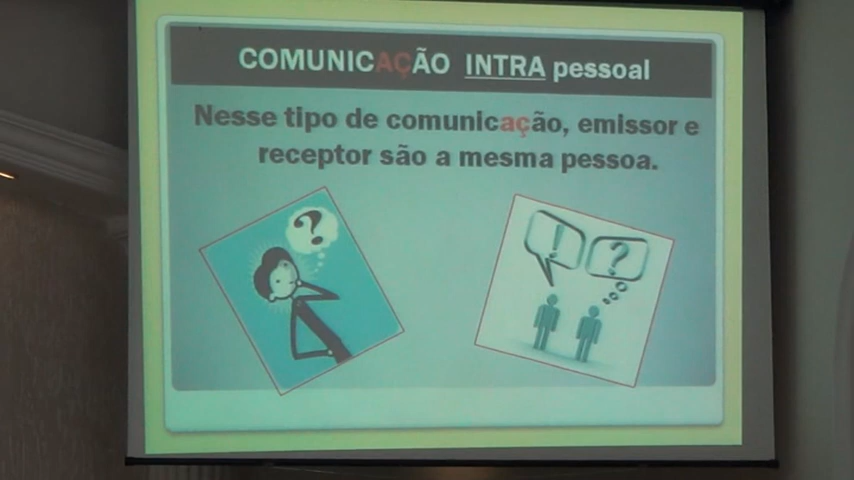 COMUNICAÇÃO INTRA pessoal
Nesse tipo de comunicação, emissor e
receptor são a mesma pessoa.
?
! ?